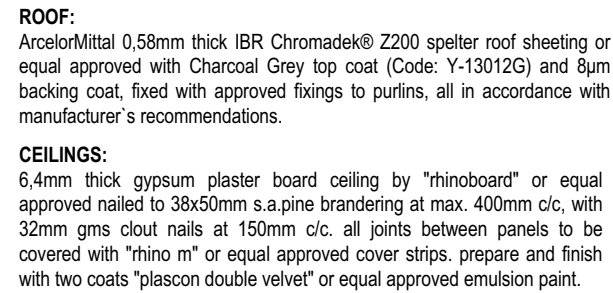 ROOF:
ArcelorMittal 0,58mm thick IBR Chromadek® Z200 spelter roof sheeting or
equal approved with Charcoal Grey top coat (Code: Y-13012G) and 8μm
backing coat, fixed with approved fixings to purlins, all in accordance with
manufacturer`s recommendations.
CEILINGS:
6,4mm thick gypsum plaster board ceiling by "rhinoboard" or equal
approved nailed to 38x50mm s.a.pine brandering at max. 400mm c/c, with
32mm gms clout nails at 150mm c/c. all joints between panels to be
covered with "rhino m" or equal approved cover strips. prepare and finish
with two coats "plascon double velvet" or equal approved emulsion paint.